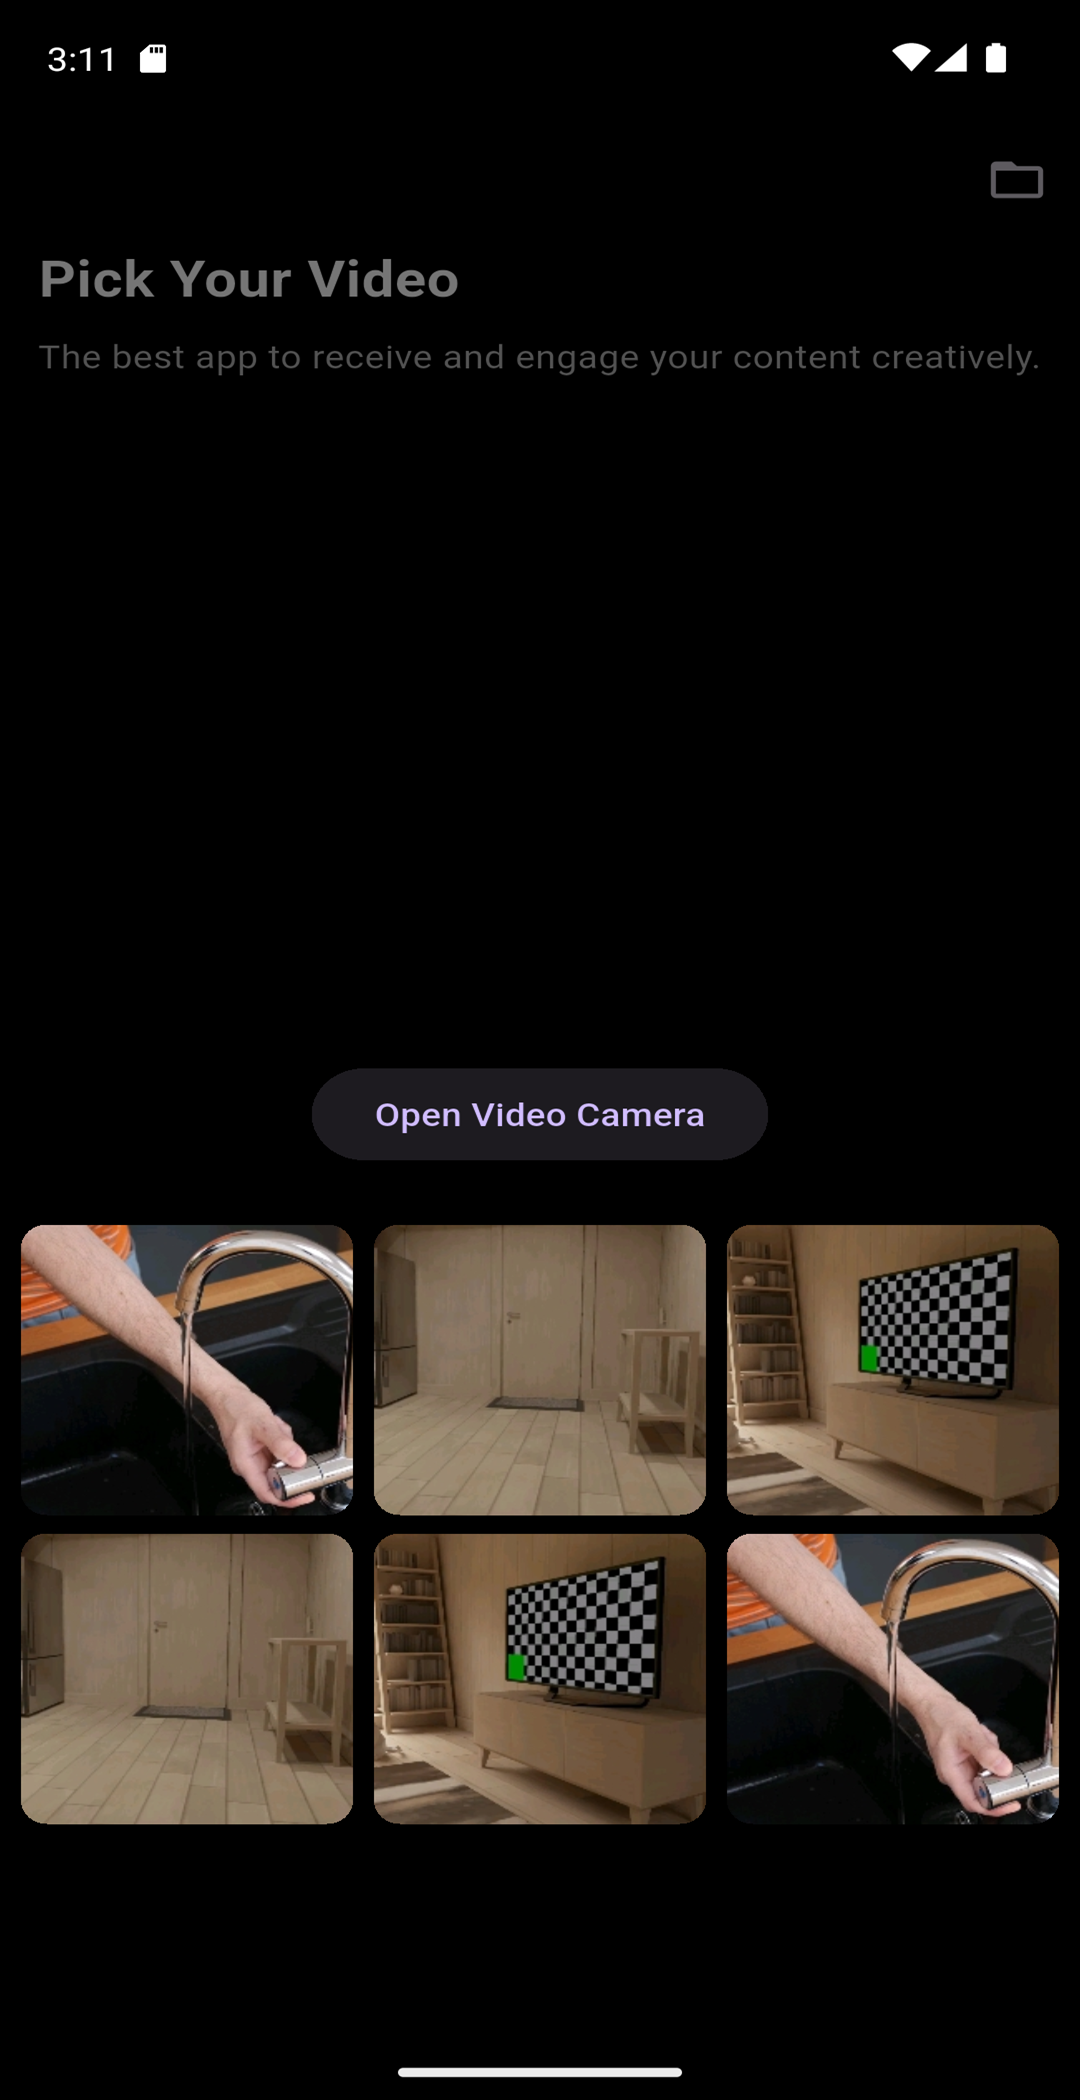 3:11
Pick Your Video
The best app to receive and engage your content creatively.
Open Video Camera